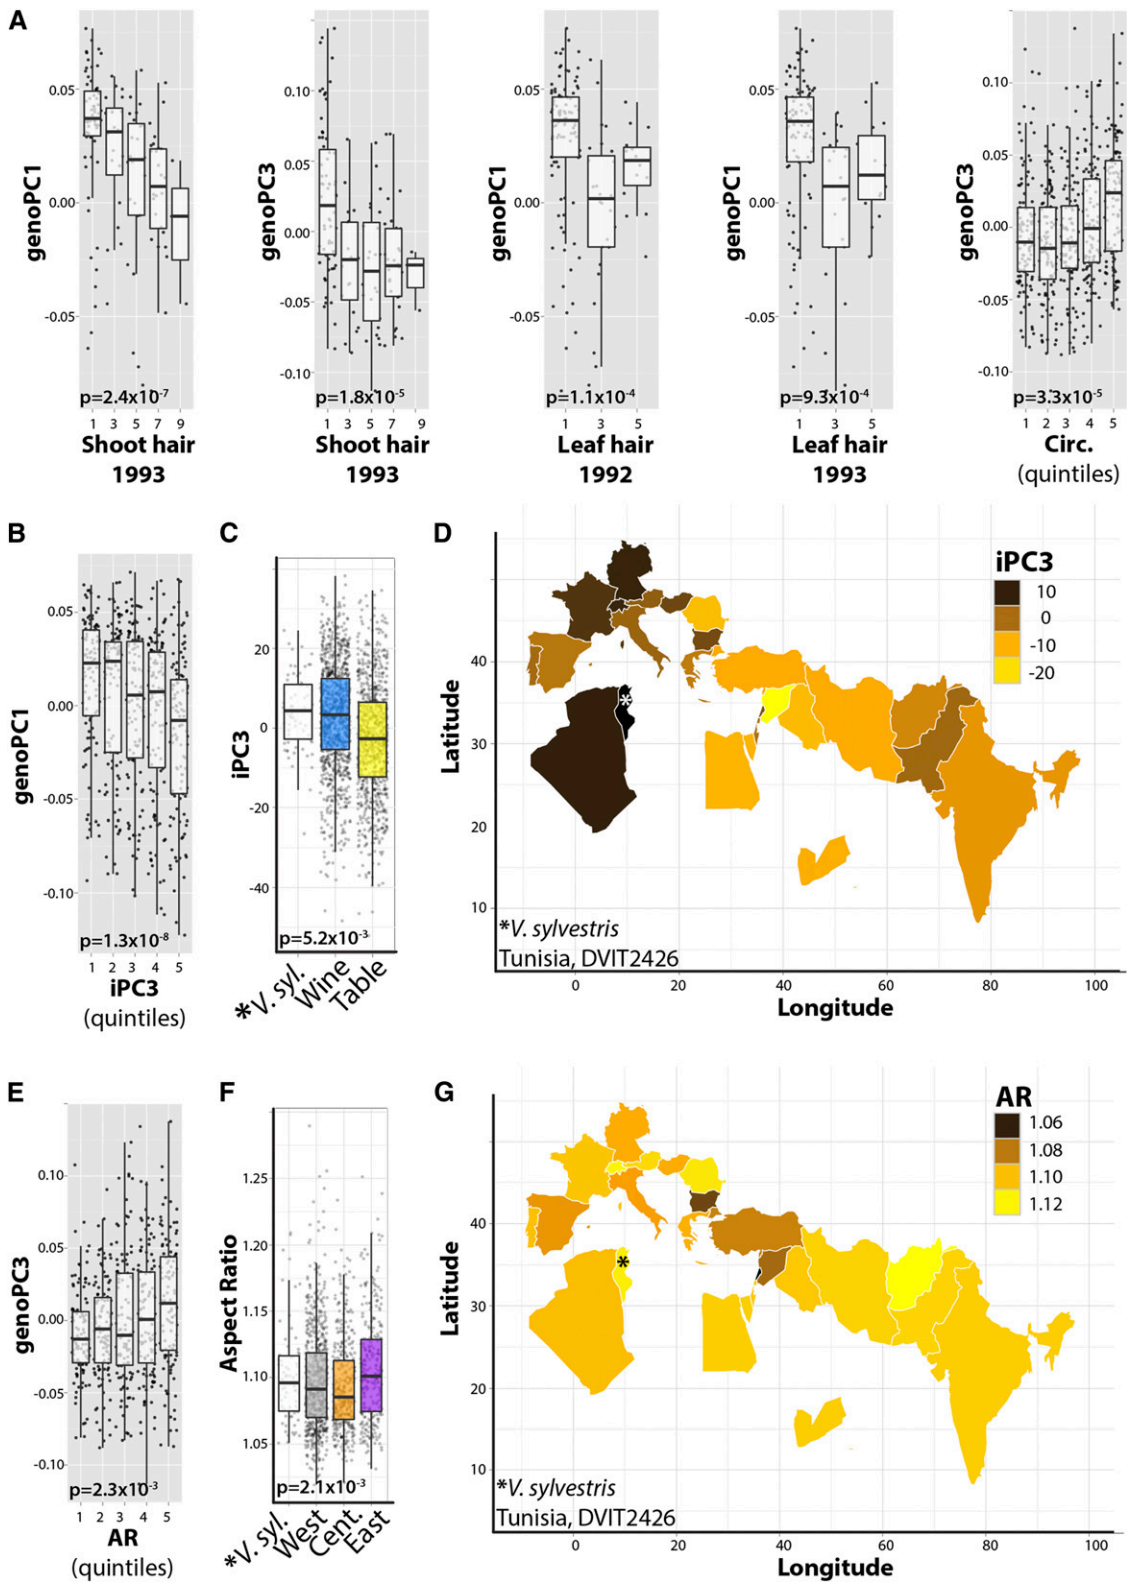 A
genoPC1
0.05
0.00
-0.05
p=2.4x10-7
1 3 5 7 9
Shoot hair
1993
genoPC3
0.10
0.05
0.00
-0.05
-0.10
p=1.8x10-5
1 3 5 7 9
Shoot hair
1993
genoPC1
0.05
0.00
-0.05
p=1.1x10-4
1 3 5
Leaf hair
1992
genoPC1
0.05
0.00
-0.05
p=9.3x10-4
1 3 5
Leaf hair
1993
genoPC3
0.10
0.05
0.00
-0.05
-0.10
p=3.3x10-5
1 2 3 4 5
Circ.
(quintiles)
B
genoPC1
0.05
0.00
-0.05
-0.10
p=1.3x10-8
1 2 3 4 5
iPC3
(quintiles)
C
iPC3
20
0
-20
-40
p=5.2x10-3
*V. syl.
Wine
Table
D
Latitude
40
30
20
10
iPC3
10
0
-10
-20
*
*V. sylvestris
Tunisia, DVIT2426
0 20 40 60 80 100
Longitude
E
genoPC3
0.10
0.05
0.00
-0.05
-0.10
p=2.3x10-3
1 2 3 4 5
AR
(quintiles)
F
Aspect Ratio
1.25
1.20
1.15
1.10
1.05
p=2.1x10-3
*V. syl.
West
Cent.
East
G
Latitude
40
30
20
10
AR
1.06
1.08
1.10
1.12
*
*V. sylvestris
Tunisia, DVIT2426
0 20 40 60 80 100
Longitude